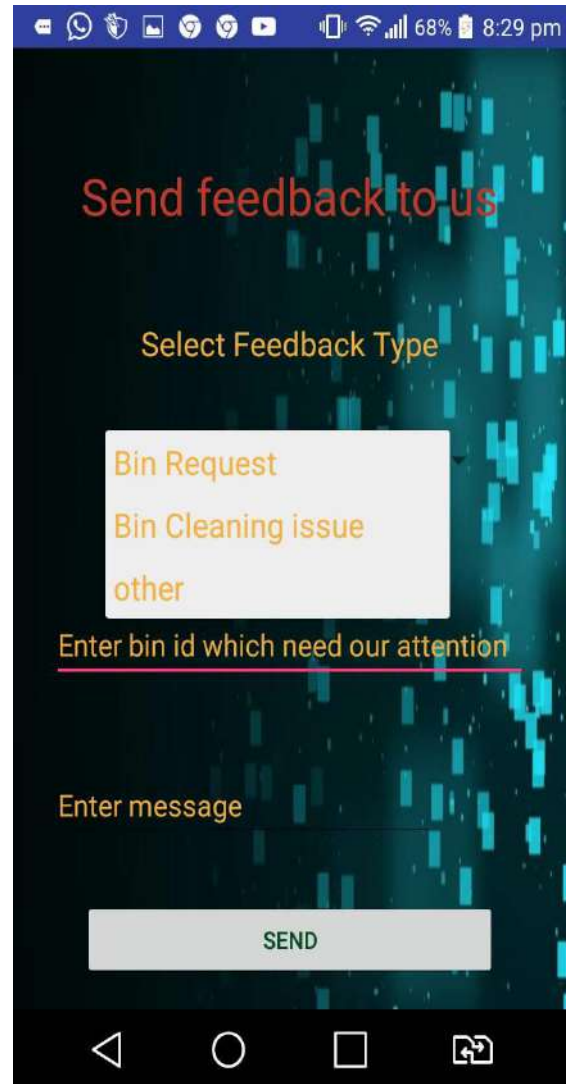 68% 8:29 pm
Send feedback to us
Select Feedback Type
Bin Request
Bin Cleaning issue
other
Enter bin id which need our attention
Enter message
SEND